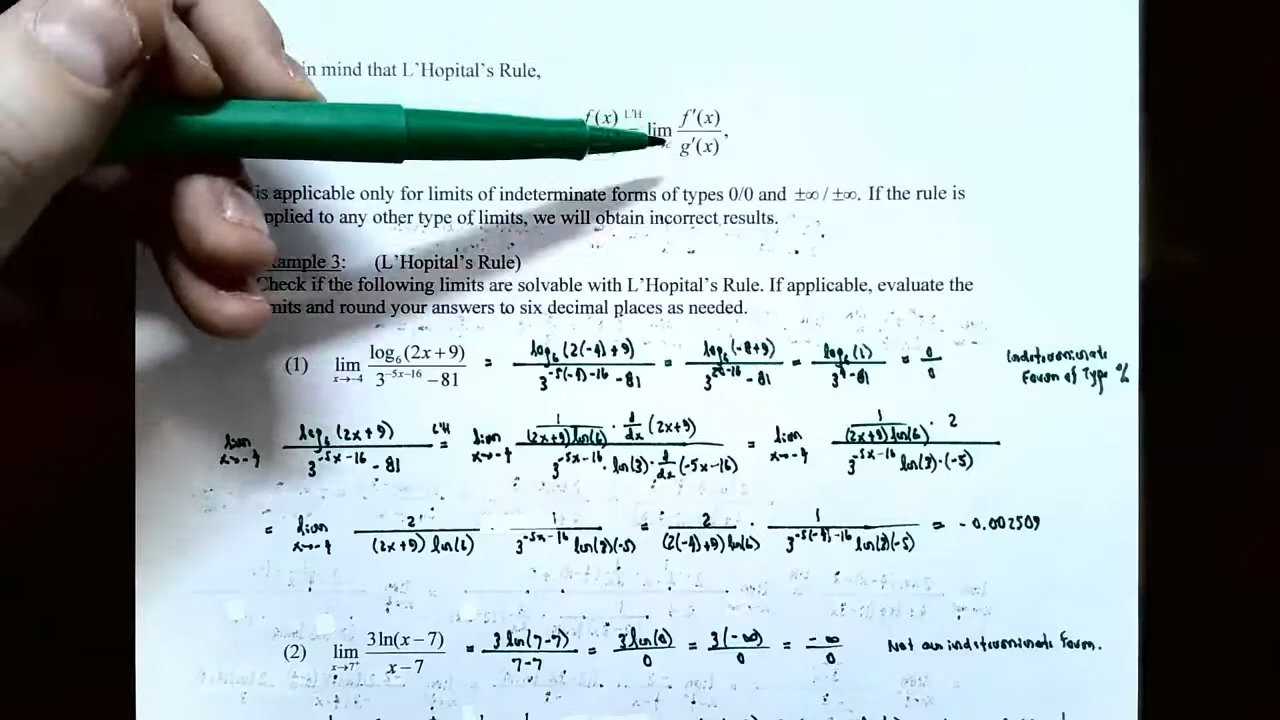 in mind that L'Hopital's Rule,
f(x) L'H lim f'(x)/g'(x),
is applicable only for limits of indeterminate forms of types 0/0 and ±∞/±∞. If the rule is
pplied to any other type of limits, we will obtain incorrect results.
ample 3: (L'Hopital's Rule)
Check if the following limits are solvable with L'Hopital's Rule. If applicable, evaluate the
mits and round your answers to six decimal places as needed.
(1) lim x→-4 log₆(2x+9)/(3^(-5x-16) - 81) = log₆(2(-4)+9)/(3^(-5(-4)-16) - 81) = log₆(-8+9)/(3^(20-16) - 81) = log₆(1)/(3^4 - 81) = 0/0 Indeterminate Form of Type 0/0
lim x→-4 log₆(2x+9)/(3^(-5x-16) - 81) L'H = lim x→-4 (1/((2x+9)ln(6)) · d/dx(2x+9))/(3^(-5x-16) · ln(3) · d/dx(-5x-16)) = lim x→-4 (1/((2x+9)ln(6)) · 2)/(3^(-5x-16) ln(3)·(-5))
= lim x→-4 2/((2x+9) ln(6)) · 1/(3^(-5x-16) ln(3)(-5)) = 2/((2(-4)+9)ln(6)) · 1/(3^(-5(-4)-16) ln(3)(-5)) = -0.002509
(2) lim x→7⁺ 3ln(x-7)/(x-7) = 3 ln(7-7)/(7-7) = 3 ln(0)/0 = 3(-∞)/0 = -∞/0 Not an indeterminate form.